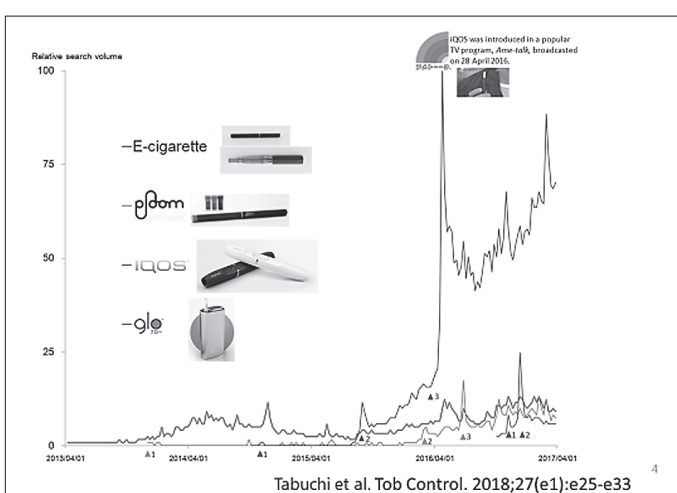 iQOS was introduced in a popular
TV program, Ame-talk, broadcasted
on 28 April 2016.
Relative search volume
100
75
50
25
0
E-cigarette
ploom
IQOS
glo
▲1
▲1
▲2
▲2
▲3
▲3
▲1
▲2
2013/04/01
2014/04/01
2015/04/01
2016/04/01
2017/04/01
4
Tabuchi et al. Tob Control. 2018;27(e1):e25-e33